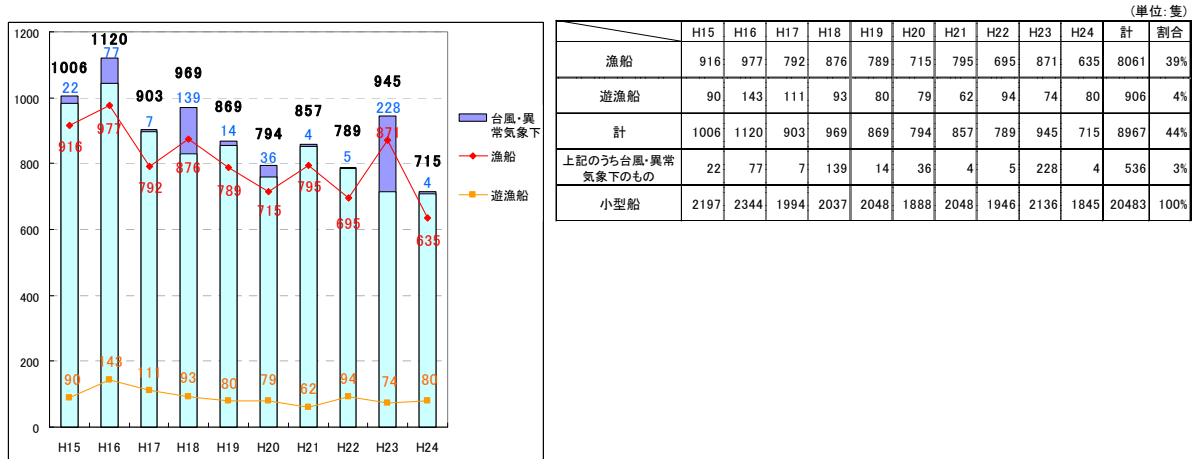 (単位:隻)
1200
1000
800
600
400
200
0
1006 1120 903 969 869 794 857 789 945 715
22 77 7 139 14 36 4 5 228 4
916 977 792 876 789 715 795 695 871 635
90 143 111 93 80 79 62 94 74 80
H15 H16 H17 H18 H19 H20 H21 H22 H23 H24
台風・異
常気象下
漁船
遊漁船
H15 H16 H17 H18 H19 H20 H21 H22 H23 H24 計 割合
漁船 916 977 792 876 789 715 795 695 871 635 8061 39%
遊漁船 90 143 111 93 80 79 62 94 74 80 906 4%
計 1006 1120 903 969 869 794 857 789 945 715 8967 44%
上記のうち台風・異常
気象下のもの 22 77 7 139 14 36 4 5 228 4 536 3%
小型船 2197 2344 1994 2037 2048 1888 2048 1946 2136 1845 20483 100%